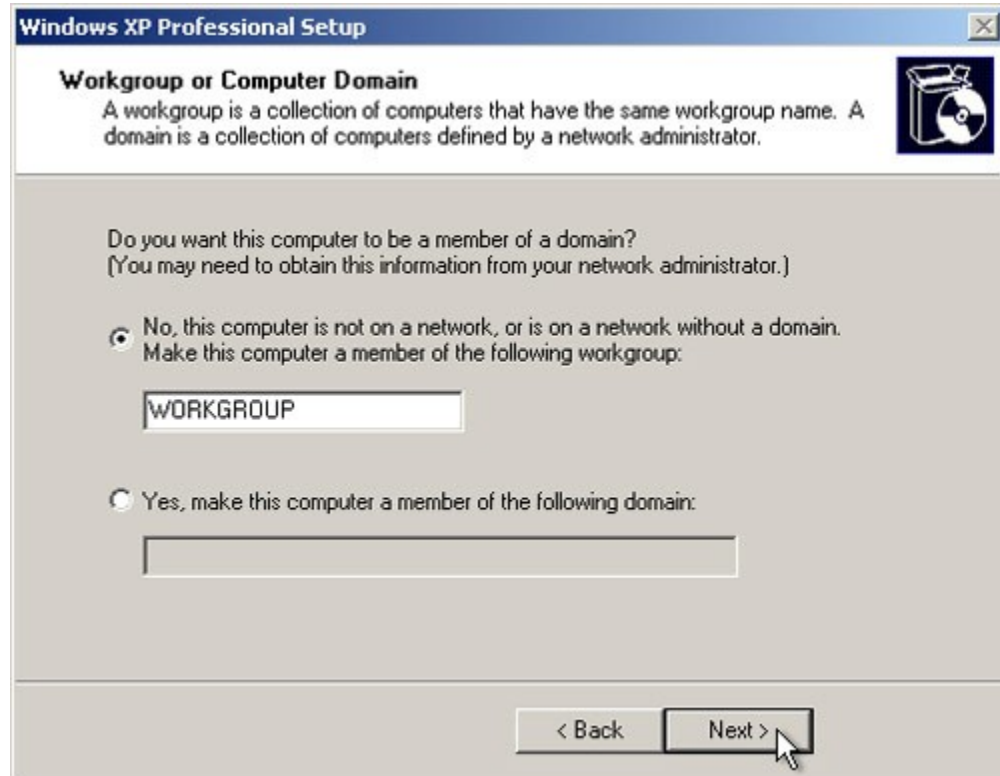 Windows XP Professional Setup
Workgroup or Computer Domain
A workgroup is a collection of computers that have the same workgroup name. A
domain is a collection of computers defined by a network administrator.
Do you want this computer to be a member of a domain?
(You may need to obtain this information from your network administrator.)
No, this computer is not on a network, or is on a network without a domain.
Make this computer a member of the following workgroup:
WORKGROUP
Yes, make this computer a member of the following domain:
< Back Next >